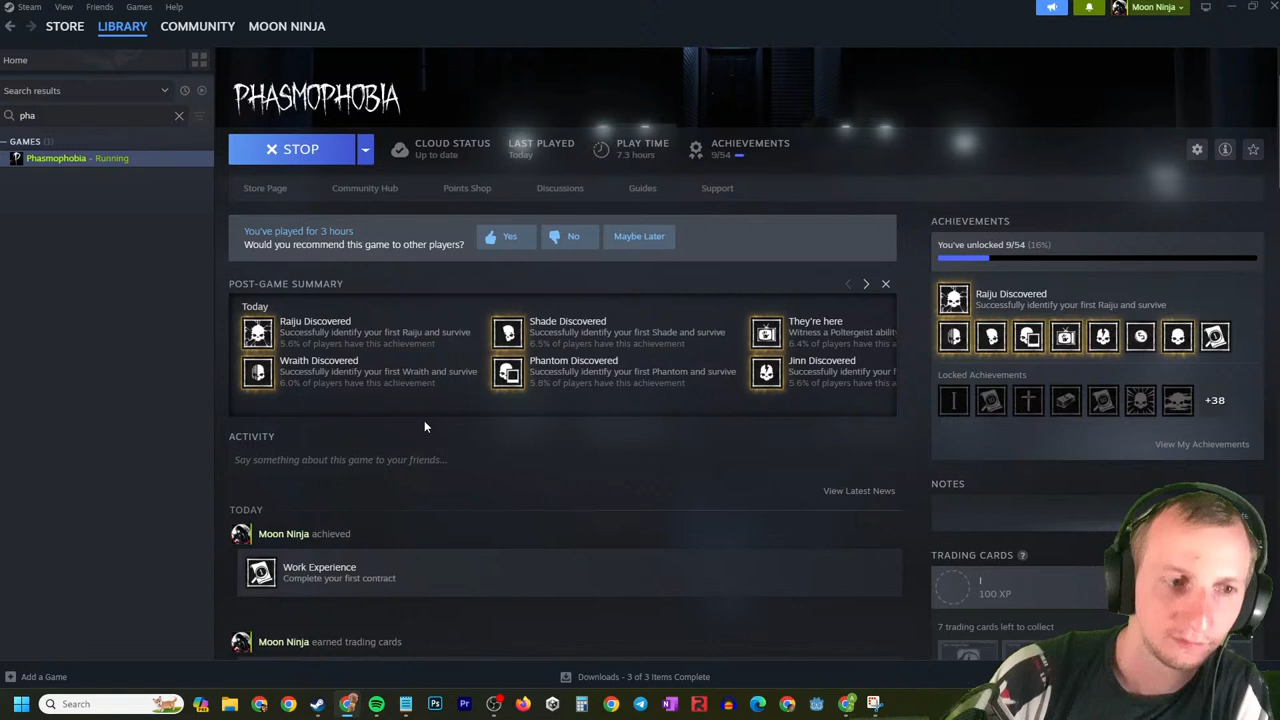 Steam View Friends Games Help
Moon Ninja
STORE LIBRARY COMMUNITY MOON NINJA
Home
Search results
pha
GAMES (1)
Phasmophobia - Running
PHASMOPHOBIA
STOP
CLOUD STATUS
Up to date
LAST PLAYED
Today
PLAY TIME
7.3 hours
ACHIEVEMENTS
9/54
Store Page Community Hub Points Shop Discussions Guides Support
You've played for 3 hours
Would you recommend this game to other players?
Yes No Maybe Later
POST-GAME SUMMARY
Today
Raiju Discovered
Successfully identify your first Raiju and survive
5.6% of players have this achievement
Shade Discovered
Successfully identify your first Shade and survive
6.5% of players have this achievement
They're here
Witness a Poltergeist ability
6.4% of players have this a
Wraith Discovered
Successfully identify your first Wraith and survive
6.0% of players have this achievement
Phantom Discovered
Successfully identify your first Phantom and survive
5.8% of players have this achievement
Jinn Discovered
Successfully identify your f
5.6% of players have this a
ACTIVITY
Say something about this game to your friends...
View Latest News
TODAY
Moon Ninja achieved
Work Experience
Complete your first contract
Moon Ninja earned trading cards
ACHIEVEMENTS
You've unlocked 9/54 (16%)
Raiju Discovered
Successfully identify your first Raiju and survive
Locked Achievements
+38
View My Achievements
NOTES
TRADING CARDS ?
100 XP
7 trading cards left to collect
Add a Game
Downloads - 3 of 3 Items Complete
Search